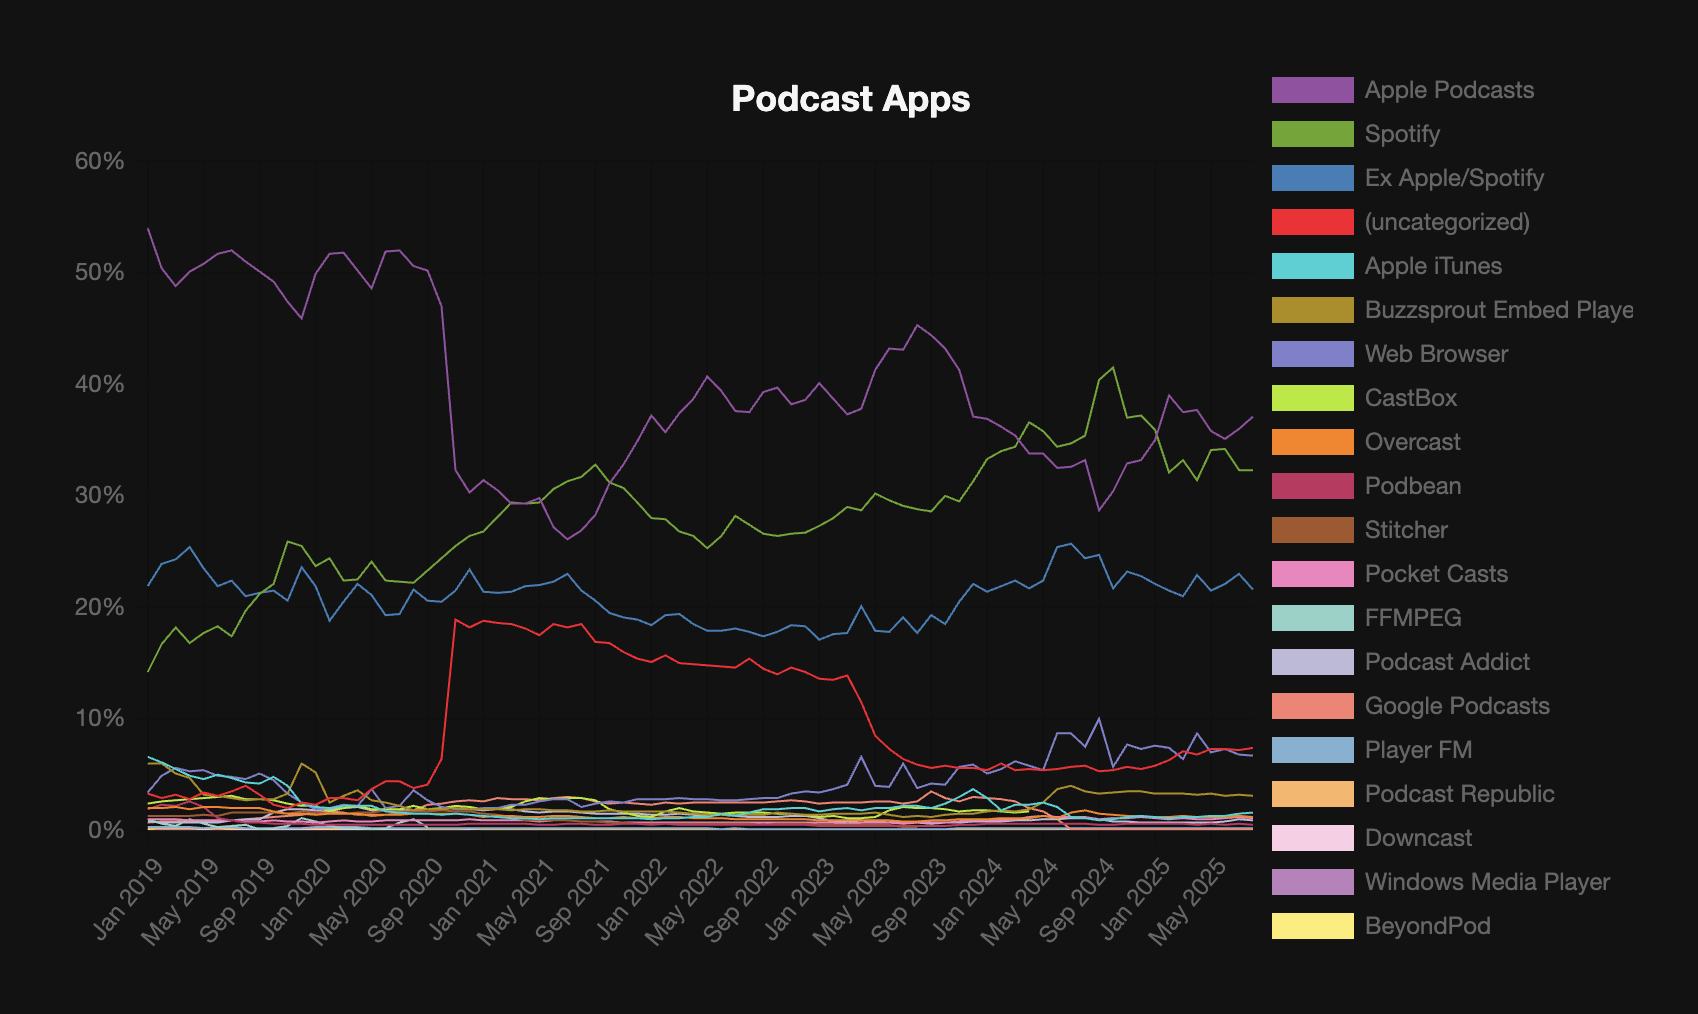 Podcast Apps
60%
50%
40%
30%
20%
10%
0%
Jan 2019
May 2019
Sep 2019
Jan 2020
May 2020
Sep 2020
Jan 2021
May 2021
Sep 2021
Jan 2022
May 2022
Sep 2022
Jan 2023
May 2023
Sep 2023
Jan 2024
May 2024
Sep 2024
Jan 2025
May 2025
Apple Podcasts
Spotify
Ex Apple/Spotify
(uncategorized)
Apple iTunes
Buzzsprout Embed Playe
Web Browser
CastBox
Overcast
Podbean
Stitcher
Pocket Casts
FFMPEG
Podcast Addict
Google Podcasts
Player FM
Podcast Republic
Downcast
Windows Media Player
BeyondPod